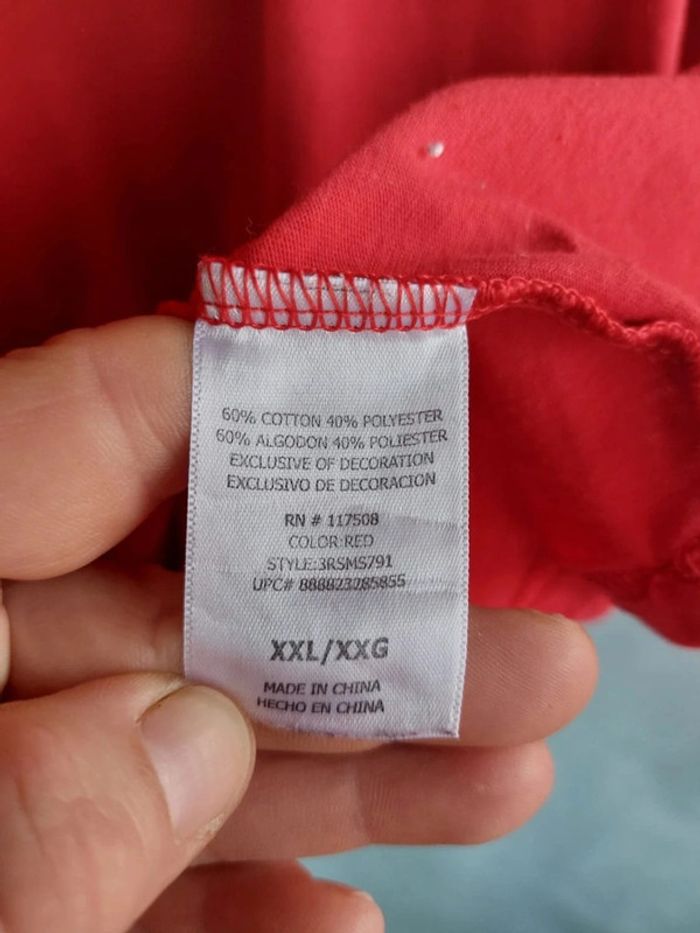 60% COTTON 40% POLYESTER
60% ALGODON 40% POLIESTER
EXCLUSIVE OF DECORATION
EXCLUSIVO DE DECORACION
RN # 117508
COLOR:RED
STYLE:3RSMS791
UPC# 888823285855
XXL/XXG
MADE IN CHINA
HECHO EN CHINA